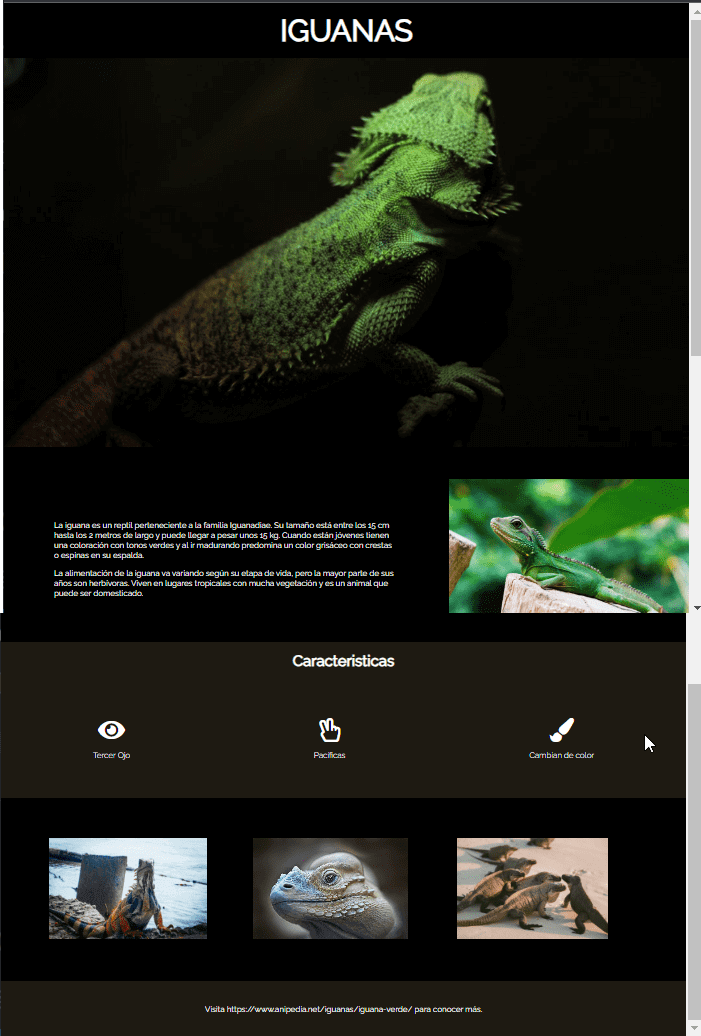 IGUANAS
La iguana es un reptil perteneciente a la familia Iguanadiae. Su tamaño está entre los 15 cm
hasta los 2 metros de largo y puede llegar a pesar unos 15 kg. Cuando están jóvenes tienen
una coloración con tonos verdes y al ir madurando predomina un color grisáceo con crestas
o espinas en su espalda.
La alimentación de la iguana va variando según su etapa de vida, pero la mayor parte de sus
años son herbívoras. Viven en lugares tropicales con mucha vegetación y es un animal que
puede ser domesticado.
Caracteristicas
Tercer Ojo
Pacificas
Cambian de color
Visita https://www.anipedia.net/iguanas/iguana-verde/ para conocer más.